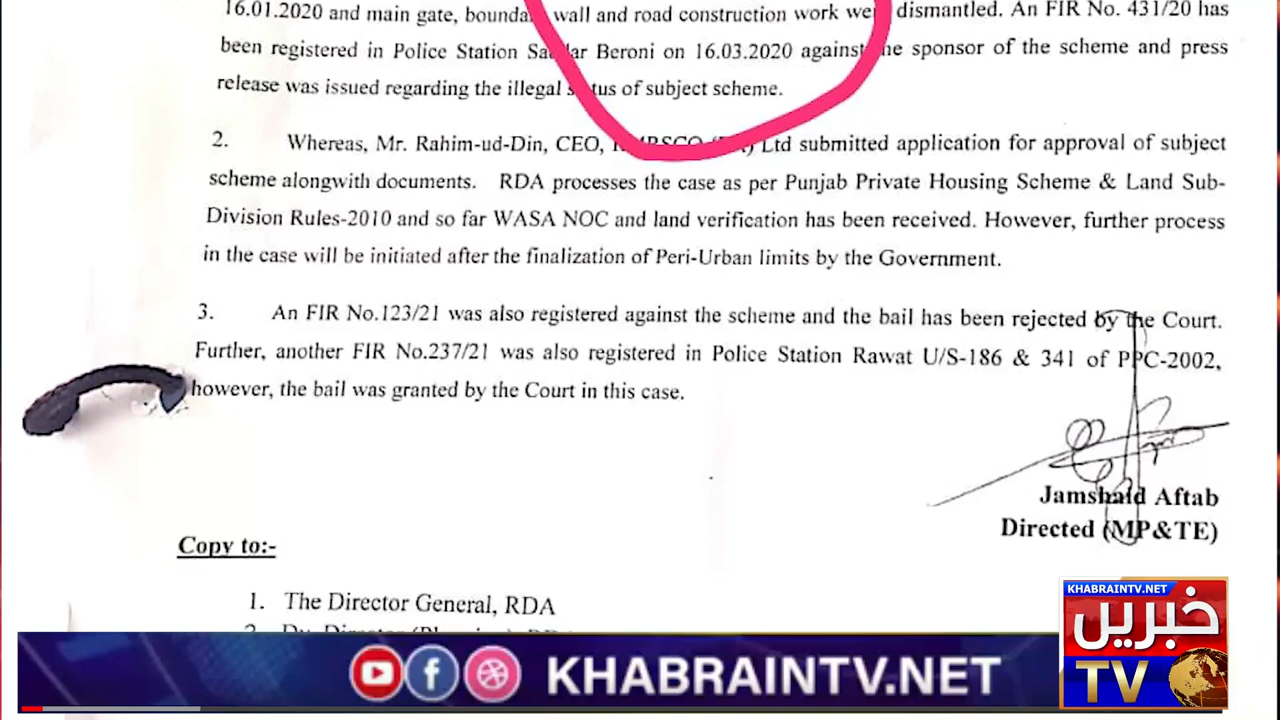 16.01.2020 and main gate, boundary wall and road construction work were dismantled. An FIR No. 431/20 has
been registered in Police Station Saddar Beroni on 16.03.2020 against the sponsor of the scheme and press
release was issued regarding the illegal status of subject scheme.
2. Whereas, Mr. Rahim-ud-Din, CEO, Ltd submitted application for approval of subject
scheme alongwith documents. RDA processes the case as per Punjab Private Housing Scheme & Land Sub-
Division Rules-2010 and so far WASA NOC and land verification has been received. However, further process
in the case will be initiated after the finalization of Peri-Urban limits by the Government.
3. An FIR No.123/21 was also registered against the scheme and the bail has been rejected by the Court.
Further, another FIR No.237/21 was also registered in Police Station Rawat U/S-186 & 341 of PPC-2002,
however, the bail was granted by the Court in this case.
Jamshaid Aftab
Directed (MP&TE)
Copy to:-
1. The Director General, RDA
KHABRAINTV.NET
خبریں
TV
KHABRAINTV.NET